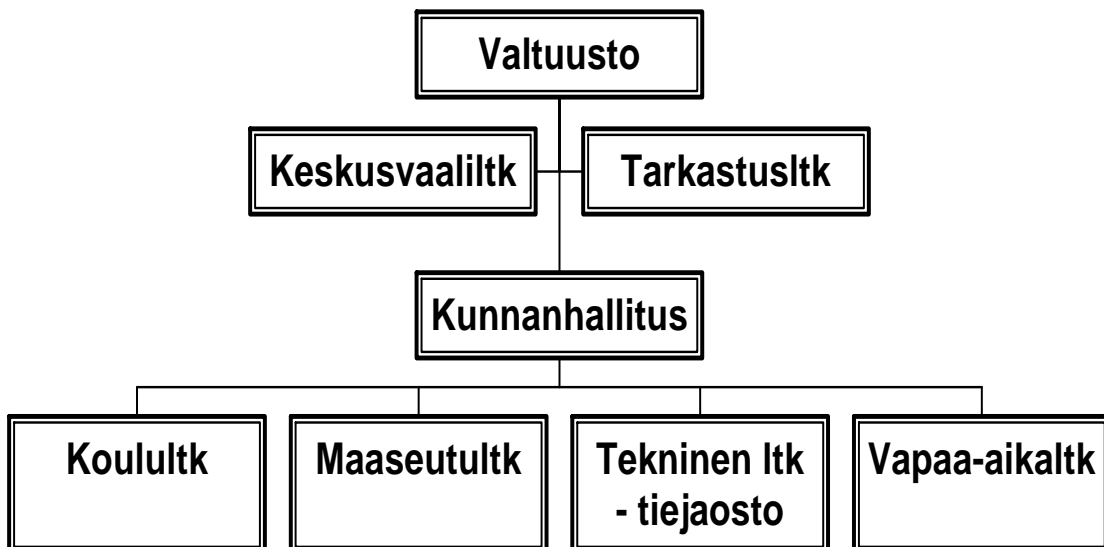 Valtuusto
Keskusvaaliltk
Tarkastusltk
Kunnanhallitus
Koulultk
Maaseutultk
Tekninen ltk
- tiejaosto
Vapaa-aikaltk